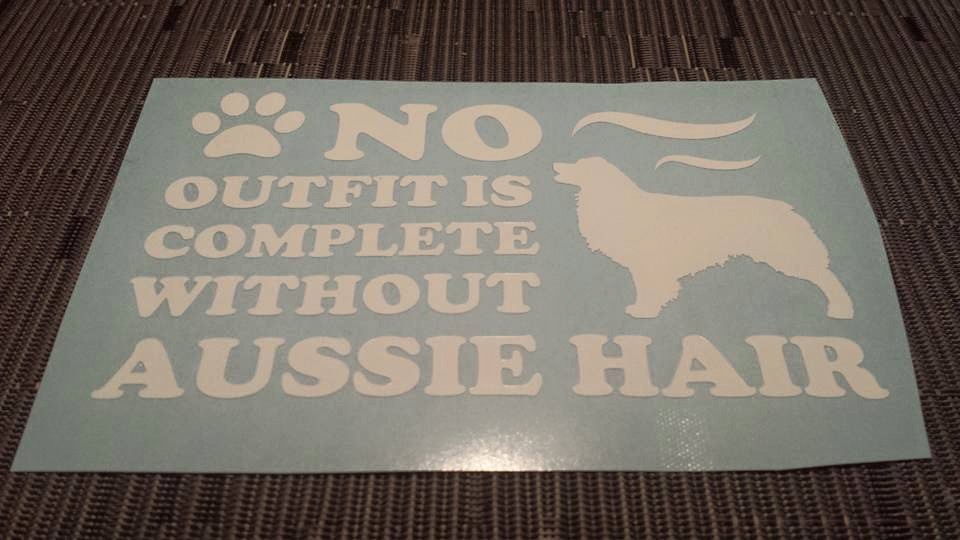 NO
OUTFIT IS
COMPLETE
WITHOUT
AUSSIE HAIR